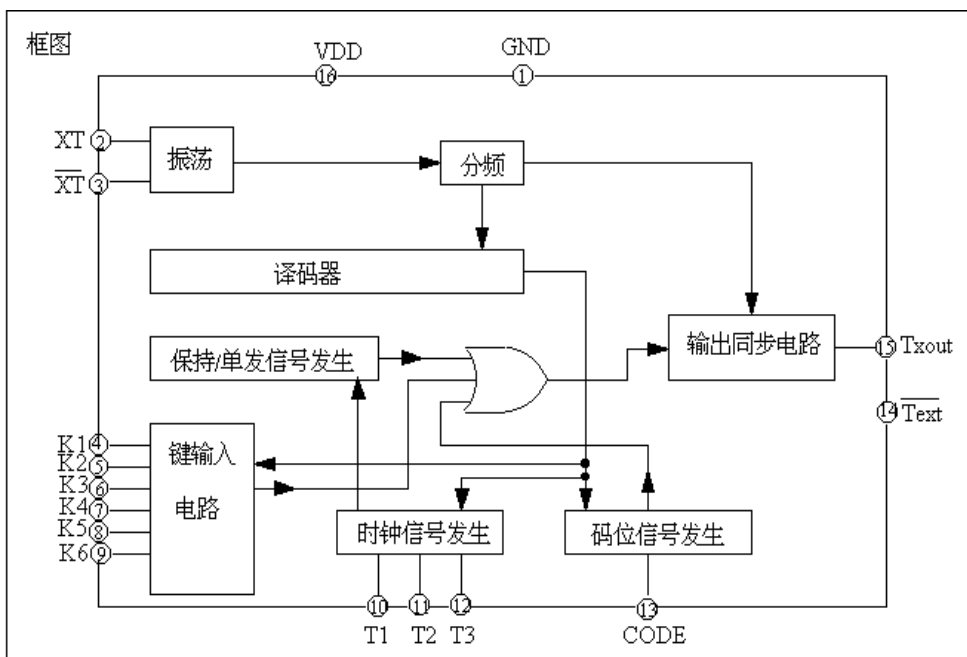 框图
VDD
GND
16
1
XT 2
XT 3
振荡
分频
译码器
保持/单发信号发生
输出同步电路
15 Txout
14 Text
K1 4
K2 5
K3 6
K4 7
K5 8
K6 9
键输入
电路
时钟信号发生
码位信号发生
10 11 12 13
T1 T2 T3 CODE